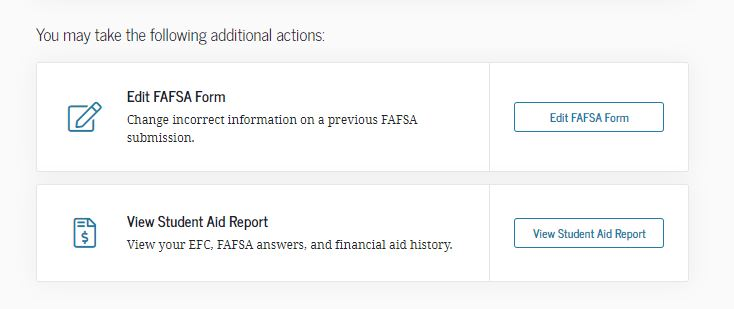 You may take the following additional actions:
Edit FAFSA Form
Change incorrect information on a previous FAFSA
submission.
Edit FAFSA Form
View Student Aid Report
View your EFC, FAFSA answers, and financial aid history.
View Student Aid Report